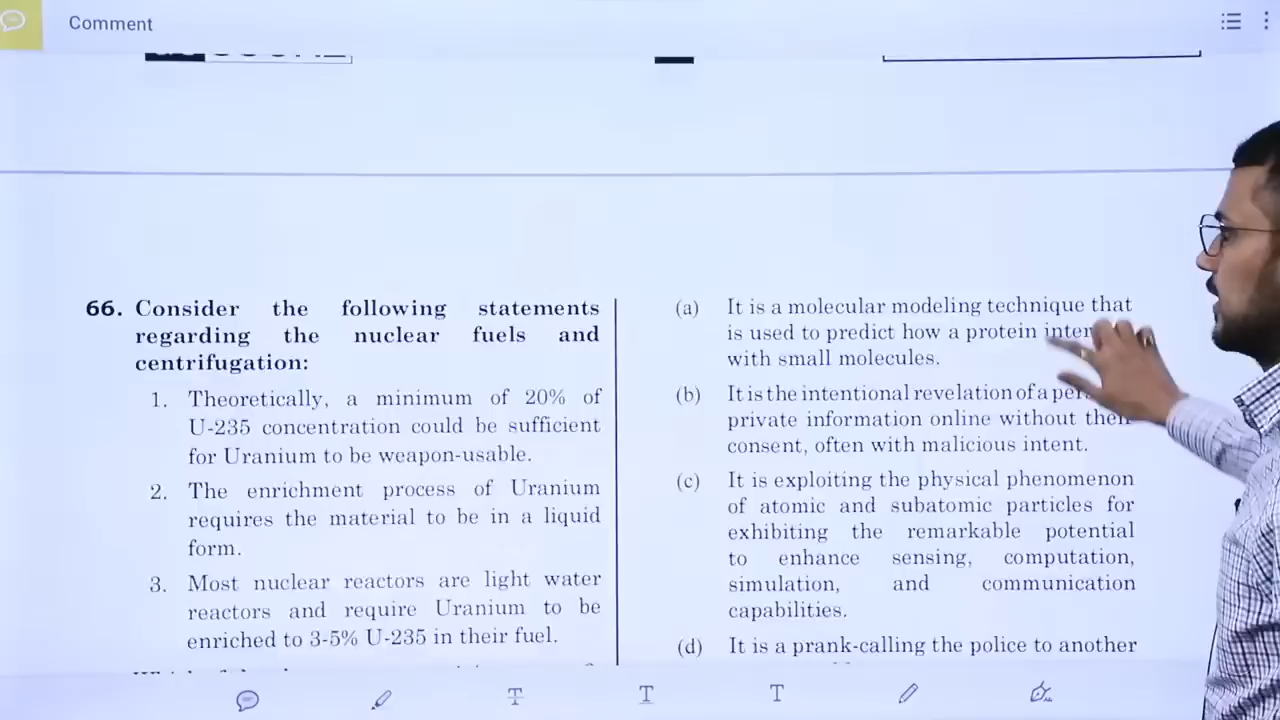 Comment
66. Consider the following statements
regarding the nuclear fuels and
centrifugation:
1. Theoretically, a minimum of 20% of
U-235 concentration could be sufficient
for Uranium to be weapon-usable.
2. The enrichment process of Uranium
requires the material to be in a liquid
form.
3. Most nuclear reactors are light water
reactors and require Uranium to be
enriched to 3-5% U-235 in their fuel.
(a) It is a molecular modeling technique that
is used to predict how a protein
with small molecules.
(b) It is the intentional revelation of a
private information online without their
consent, often with malicious intent.
(c) It is exploiting the physical phenomenon
of atomic and subatomic particles for
exhibiting the remarkable potential
to enhance sensing, computation,
simulation, and communication
capabilities.
(d) It is a prank-calling the police to another